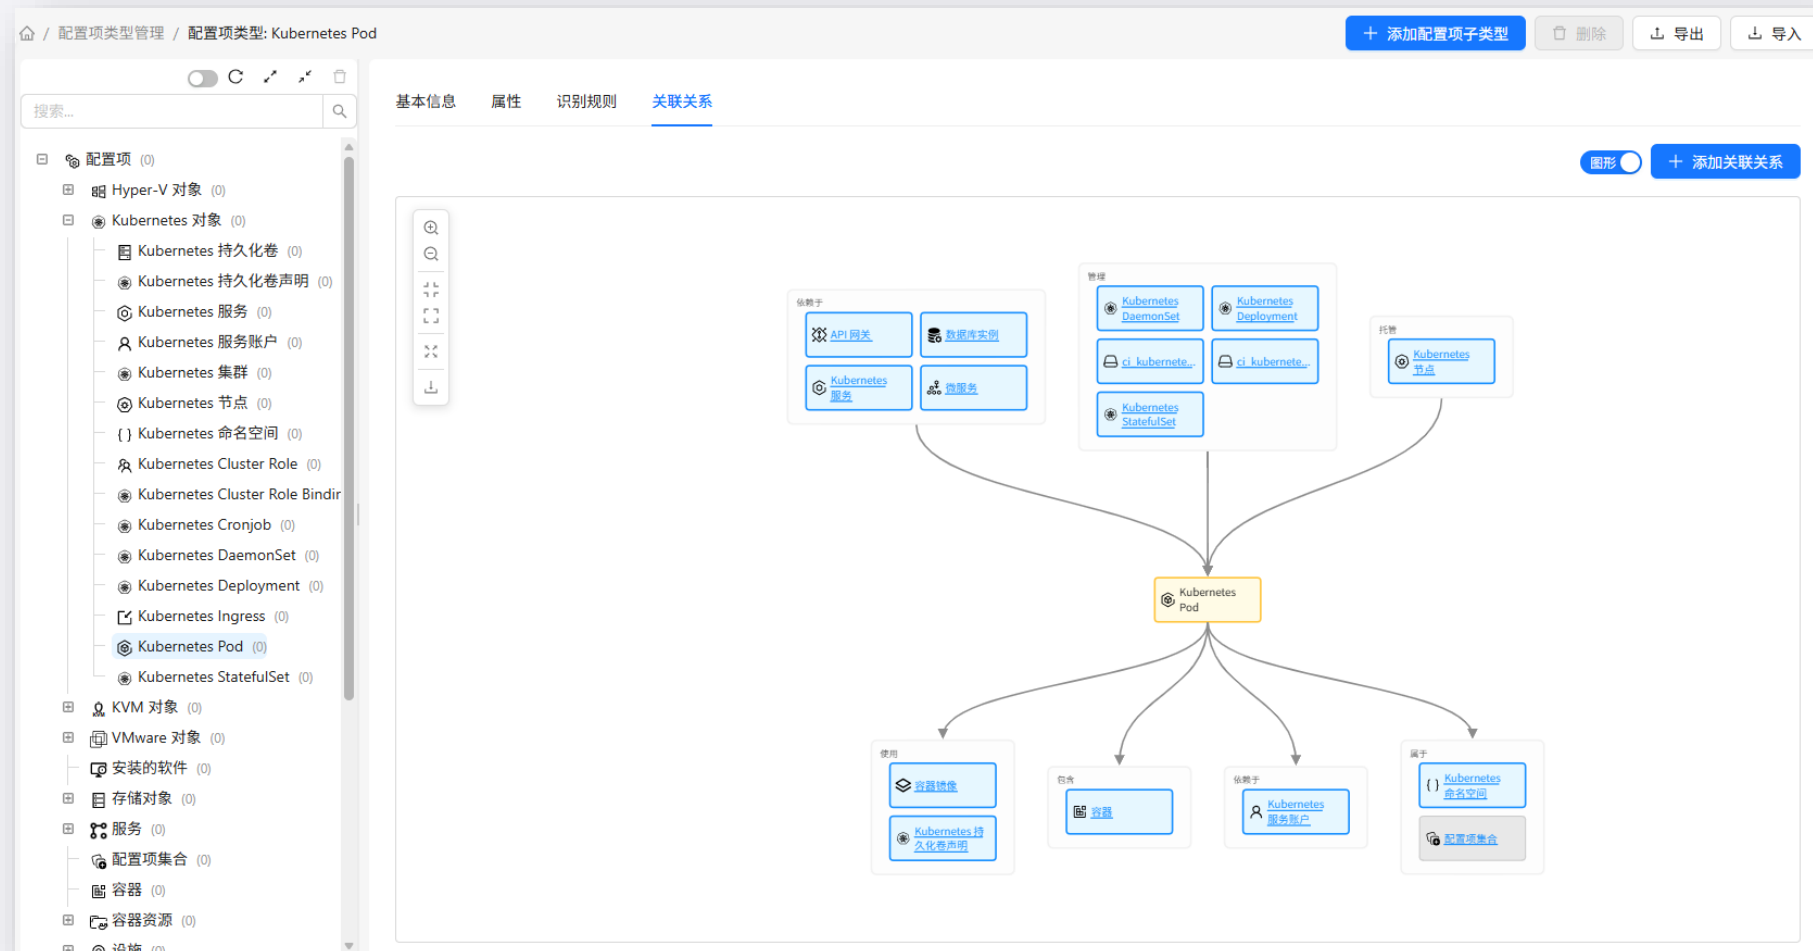 / 配置项类型管理 / 配置项类型: Kubernetes Pod
添加配置项子类型
删除
导出
导入
搜索...
配置项 (0)
Hyper-V 对象 (0)
Kubernetes 对象 (0)
Kubernetes 持久化卷 (0)
Kubernetes 持久化卷声明 (0)
Kubernetes 服务 (0)
Kubernetes 服务账户 (0)
Kubernetes 集群 (0)
Kubernetes 节点 (0)
Kubernetes 命名空间 (0)
Kubernetes Cluster Role (0)
Kubernetes Cluster Role Bindir
Kubernetes Cronjob (0)
Kubernetes DaemonSet (0)
Kubernetes Deployment (0)
Kubernetes Ingress (0)
Kubernetes Pod (0)
Kubernetes StatefulSet (0)
KVM 对象 (0)
VMware 对象 (0)
安装的软件 (0)
存储对象 (0)
服务 (0)
配置项集合 (0)
容器 (0)
容器资源 (0)
设施 (0)
基本信息
属性
识别规则
关联关系
图形
添加关联关系
依赖于
API 网关
数据库实例
Kubernetes
服务
微服务
管理
Kubernetes
DaemonSet
Kubernetes
Deployment
ci_kubernete...
ci_kubernete...
Kubernetes
StatefulSet
托管
Kubernetes
节点
Kubernetes
Pod
使用
容器镜像
Kubernetes 持
久化卷声明
包含
容器
依赖于
Kubernetes
服务账户
属于
Kubernetes
命名空间
配置项集合